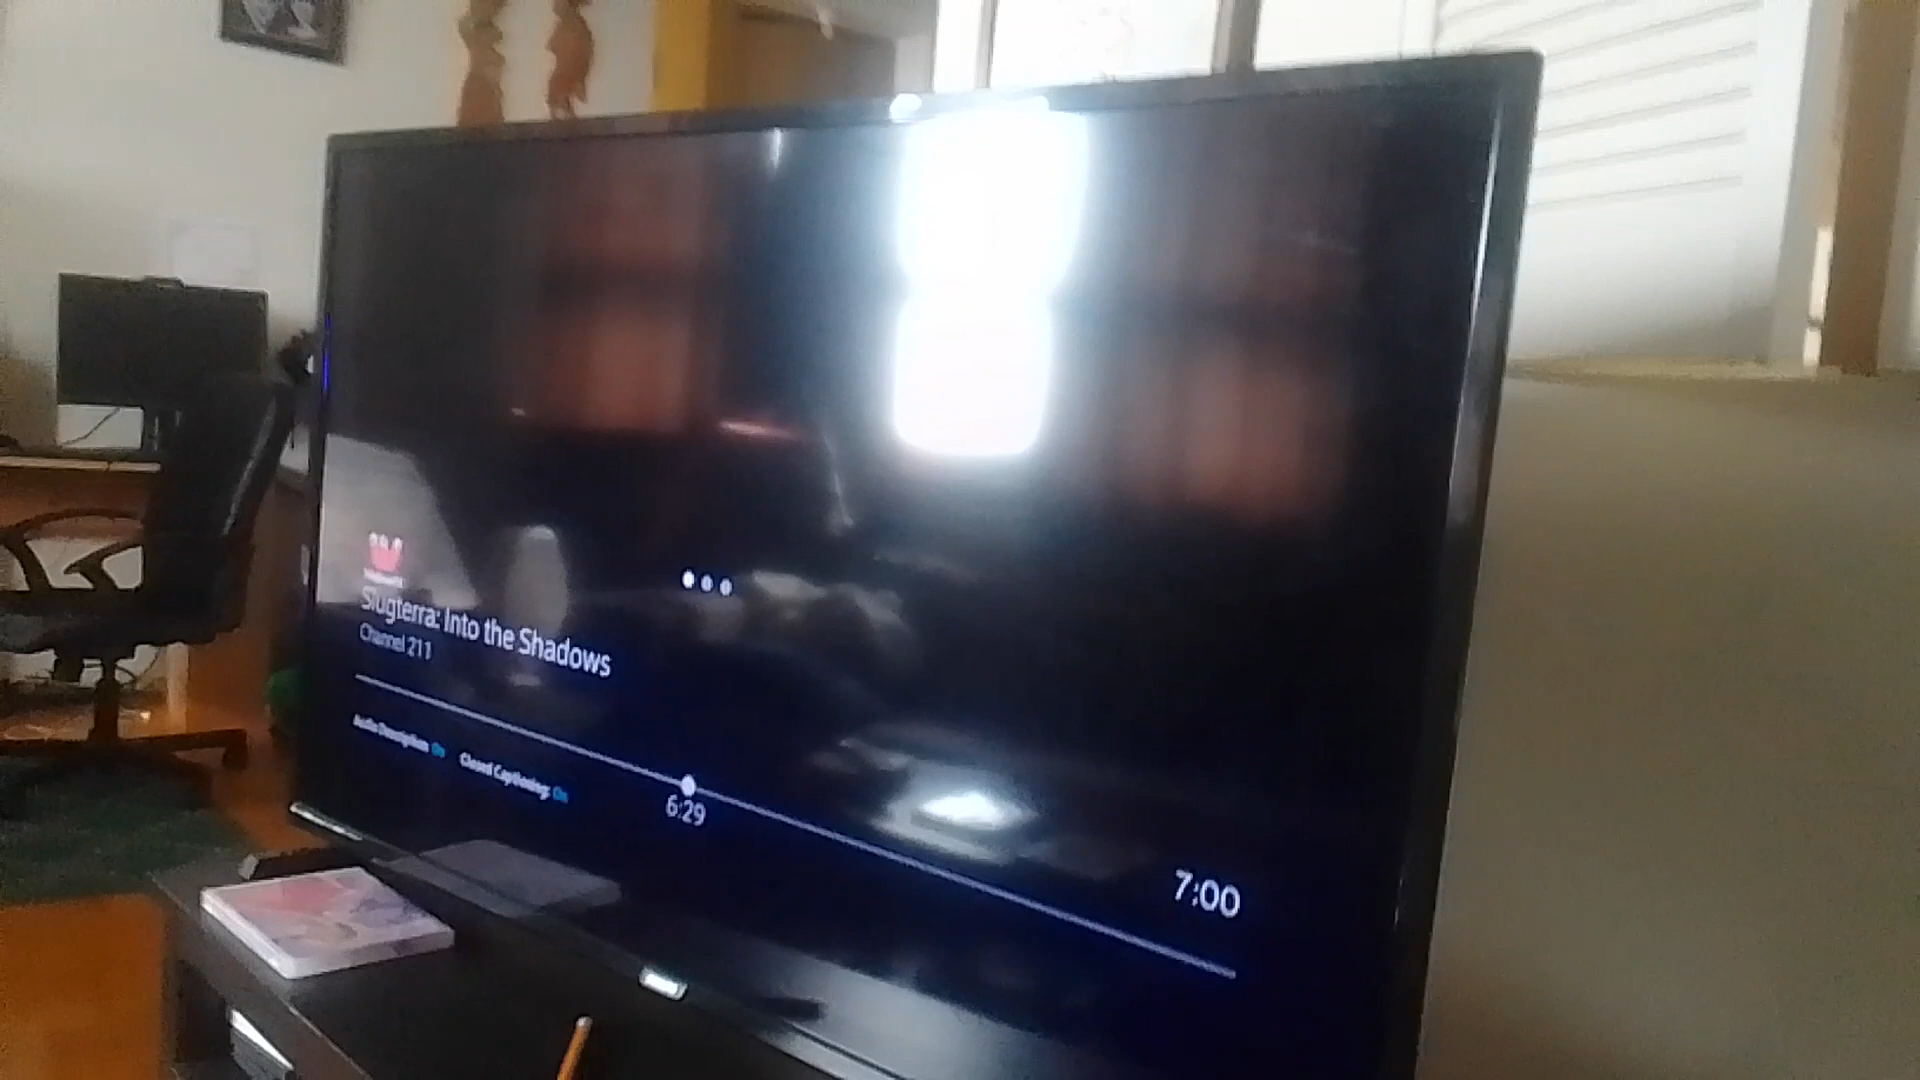 Slugterra: Into the Shadows
Channel 211
Audio Description: On Closed Captioning: On
6:29
7:00